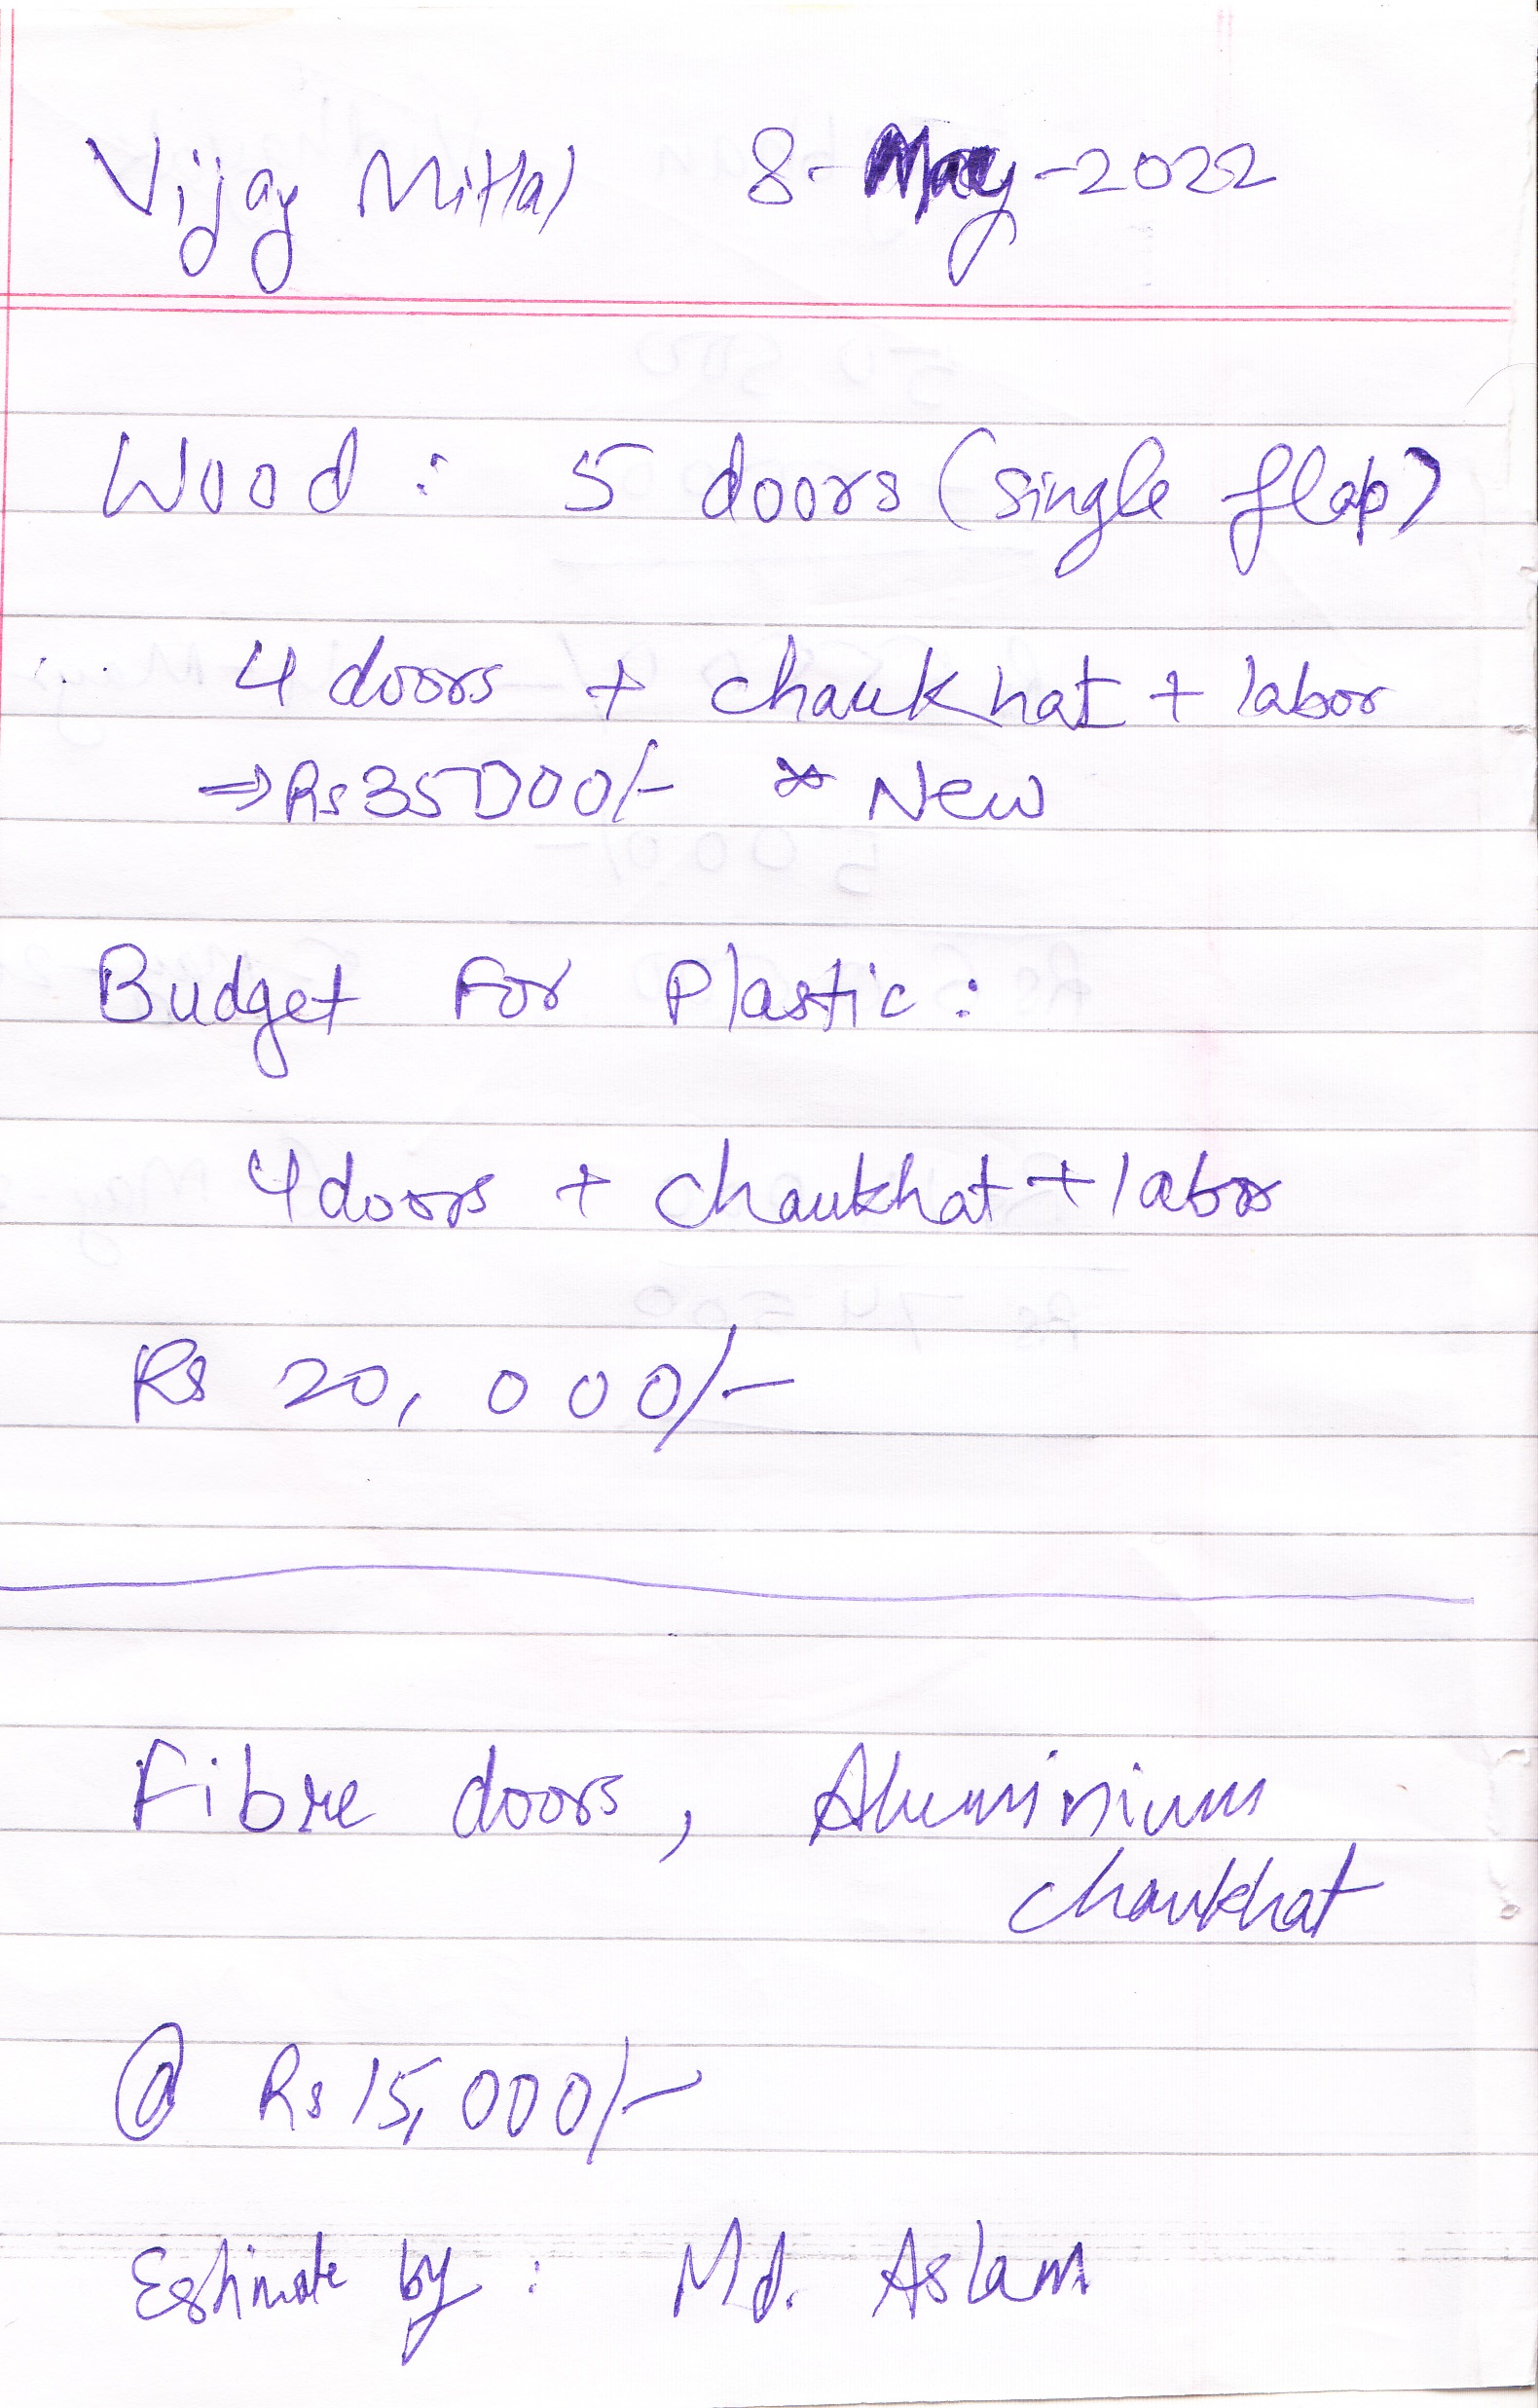 Vijay Mittal 8-May-2022
Wood : 5 doors (single flap)
4 doors + chaukhat + labor
⇒Rs 35000/- * New
Budget For Plastic :
4 doors + chaukhat + labor
Rs 20,000/-
Fibre doors, Aluminium
chaukhat
@ Rs 15,000/-
Estimate by : Md. Aslam